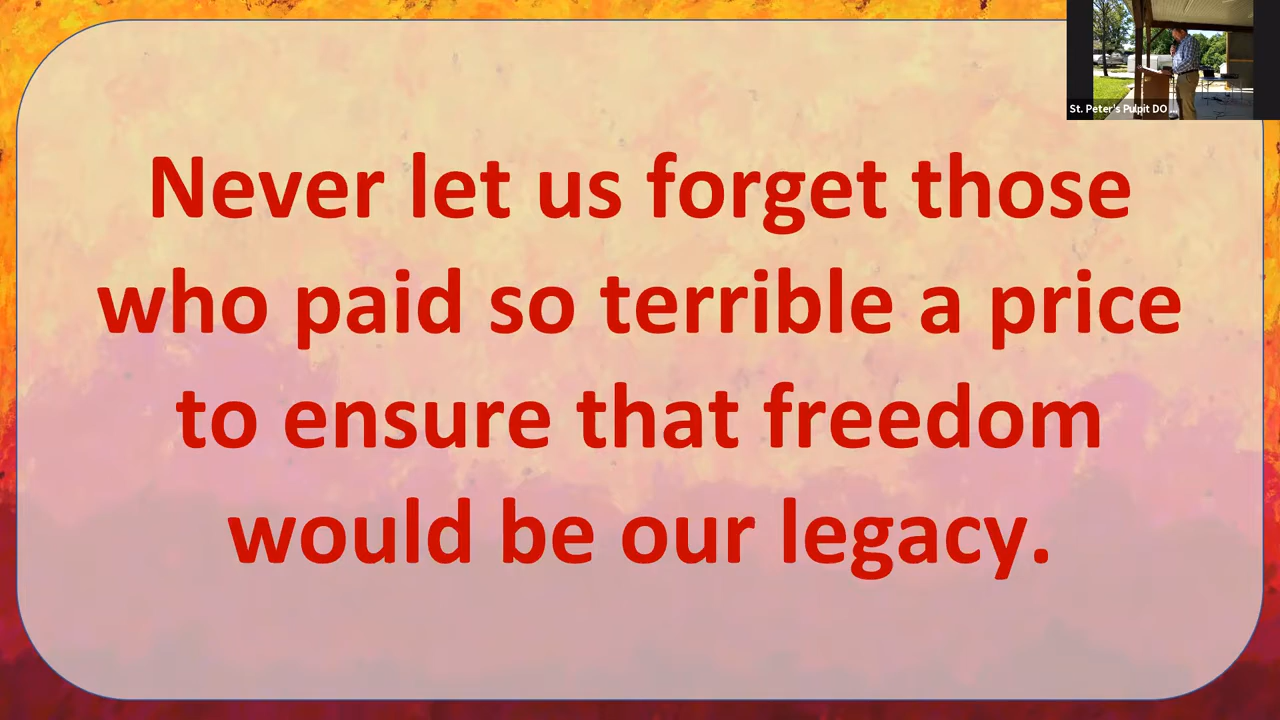 St. Peter's Pulpit DO ...
Never let us forget those
who paid so terrible a price
to ensure that freedom
would be our legacy.